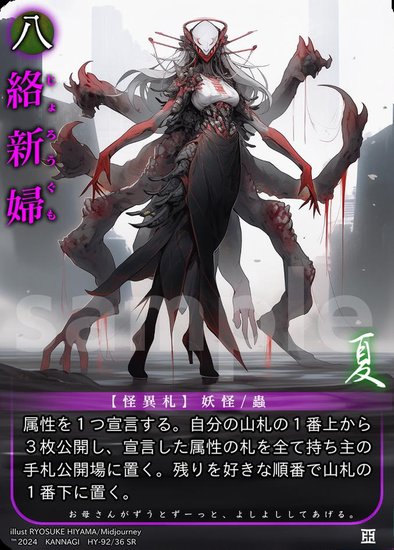 八
絡新婦
じょろうぐも
sample
夏
【怪異札】妖怪/蟲
属性を1つ宣言する。自分の山札の1番上から
3枚公開し、宣言した属性の札を全て持ち主の
手札公開場に置く。残りを好きな順番で山札の
1番下に置く。
お母さんがずうとずーっと、よしよししてあげる。
illust RYOSUKE HIYAMA/Midjourney
™2024 KANNAGI HY-92/36 SR